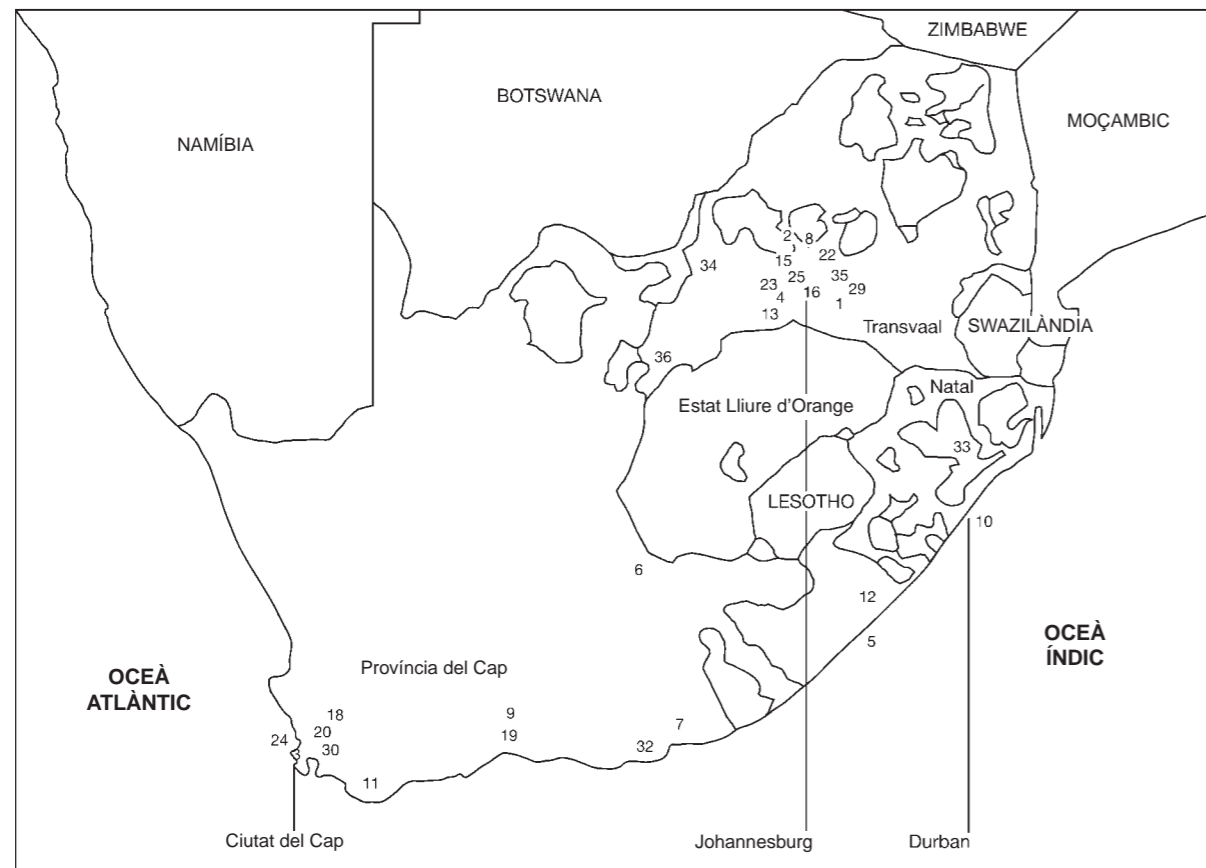 ZIMBABWE
BOTSWANA
MOÇAMBIC
NAMÍBIA
2
8
34
15
22
23
25
35
4
16
29
13
1
Transvaal
SWAZILÀNDIA
36
Natal
Estat Lliure d’Orange
33
LESOTHO
10
6
12
5
OCEÀ
ÍNDIC
Província del Cap
OCEÀ
ATLÀNTIC
18
9
7
20
19
24
30
32
11
Ciutat del Cap
Johannesburg
Durban